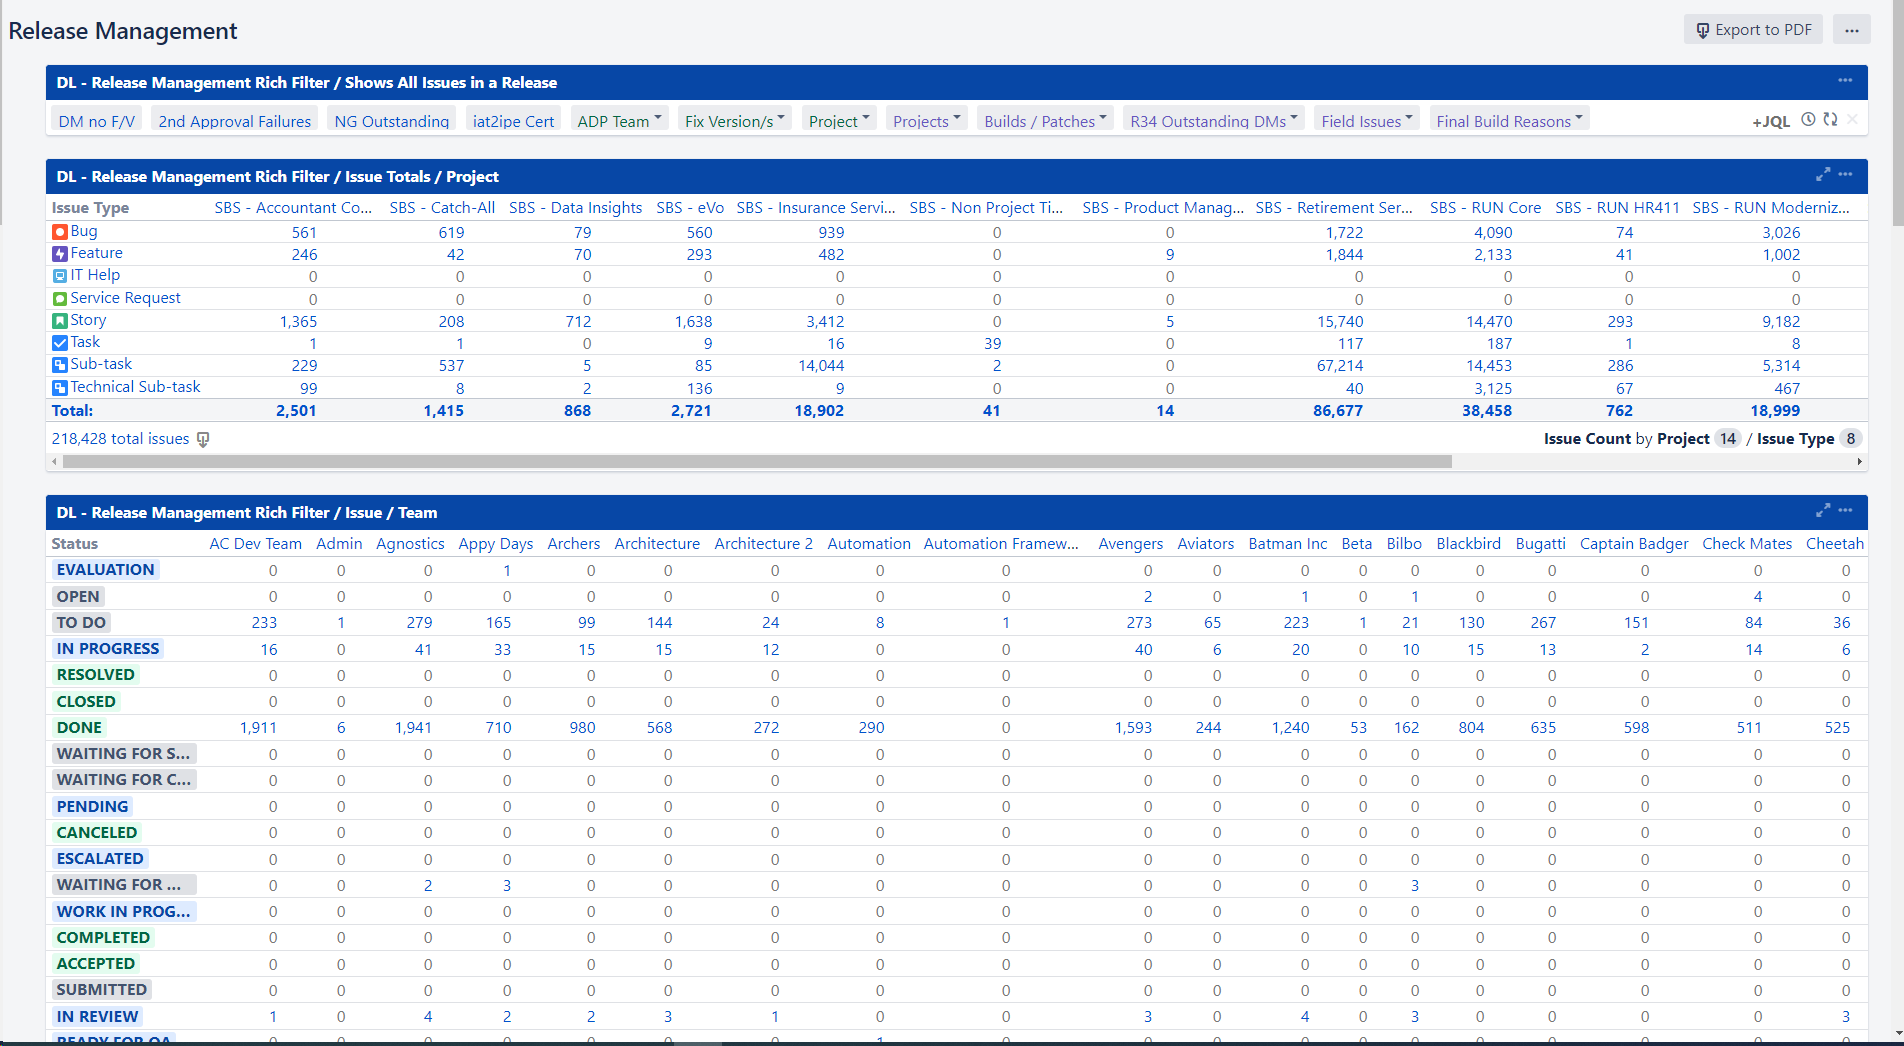 Release Management
Export to PDF
DL - Release Management Rich Filter / Shows All Issues in a Release
DM no F/V 2nd Approval Failures NG Outstanding iat2ipe Cert ADP Team Fix Version/s Project Projects Builds / Patches R34 Outstanding DMs Field Issues Final Build Reasons +JQL
DL - Release Management Rich Filter / Issue Totals / Project
Issue Type SBS - Accountant Co... SBS - Catch-All SBS - Data Insights SBS - eVo SBS - Insurance Servi... SBS - Non Project Ti... SBS - Product Manag... SBS - Retirement Ser... SBS - RUN Core SBS - RUN HR411 SBS - RUN Moderniz...
Bug 561 619 79 560 939 0 0 1,722 4,090 74 3,026
Feature 246 42 70 293 482 0 9 1,844 2,133 41 1,002
IT Help 0 0 0 0 0 0 0 0 0 0 0
Service Request 0 0 0 0 0 0 0 0 0 0 0
Story 1,365 208 712 1,638 3,412 0 5 15,740 14,470 293 9,182
Task 1 1 0 9 16 39 0 117 187 1 8
Sub-task 229 537 5 85 14,044 2 0 67,214 14,453 286 5,314
Technical Sub-task 99 8 2 136 9 0 0 40 3,125 67 467
Total: 2,501 1,415 868 2,721 18,902 41 14 86,677 38,458 762 18,999
218,428 total issues Issue Count by Project 14 / Issue Type 8
DL - Release Management Rich Filter / Issue / Team
Status AC Dev Team Admin Agnostics Appy Days Archers Architecture Architecture 2 Automation Automation Framew... Avengers Aviators Batman Inc Beta Bilbo Blackbird Bugatti Captain Badger Check Mates Cheetah
EVALUATION 0 0 0 1 0 0 0 0 0 0 0 0 0 0 0 0 0 0 0
OPEN 0 0 0 0 0 0 0 0 0 2 0 1 0 1 0 0 0 4 0
TO DO 233 1 279 165 99 144 24 8 1 273 65 223 1 21 130 267 151 84 36
IN PROGRESS 16 0 41 33 15 15 12 0 0 40 6 20 0 10 15 13 2 14 6
RESOLVED 0 0 0 0 0 0 0 0 0 0 0 0 0 0 0 0 0 0 0
CLOSED 0 0 0 0 0 0 0 0 0 0 0 0 0 0 0 0 0 0 0
DONE 1,911 6 1,941 710 980 568 272 290 0 1,593 244 1,240 53 162 804 635 598 511 525
WAITING FOR S... 0 0 0 0 0 0 0 0 0 0 0 0 0 0 0 0 0 0 0
WAITING FOR C... 0 0 0 0 0 0 0 0 0 0 0 0 0 0 0 0 0 0 0
PENDING 0 0 0 0 0 0 0 0 0 0 0 0 0 0 0 0 0 0 0
CANCELED 0 0 0 0 0 0 0 0 0 0 0 0 0 0 0 0 0 0 0
ESCALATED 0 0 0 0 0 0 0 0 0 0 0 0 0 0 0 0 0 0 0
WAITING FOR ... 0 0 2 3 0 0 0 0 0 0 0 0 0 3 0 0 0 0 0
WORK IN PROG... 0 0 0 0 0 0 0 0 0 0 0 0 0 0 0 0 0 0 0
COMPLETED 0 0 0 0 0 0 0 0 0 0 0 0 0 0 0 0 0 0 0
ACCEPTED 0 0 0 0 0 0 0 0 0 0 0 0 0 0 0 0 0 0 0
SUBMITTED 0 0 0 0 0 0 0 0 0 0 0 0 0 0 0 0 0 0 0
IN REVIEW 1 0 4 2 2 3 1 0 0 3 0 4 0 3 0 0 0 0 3
READY FOR QA